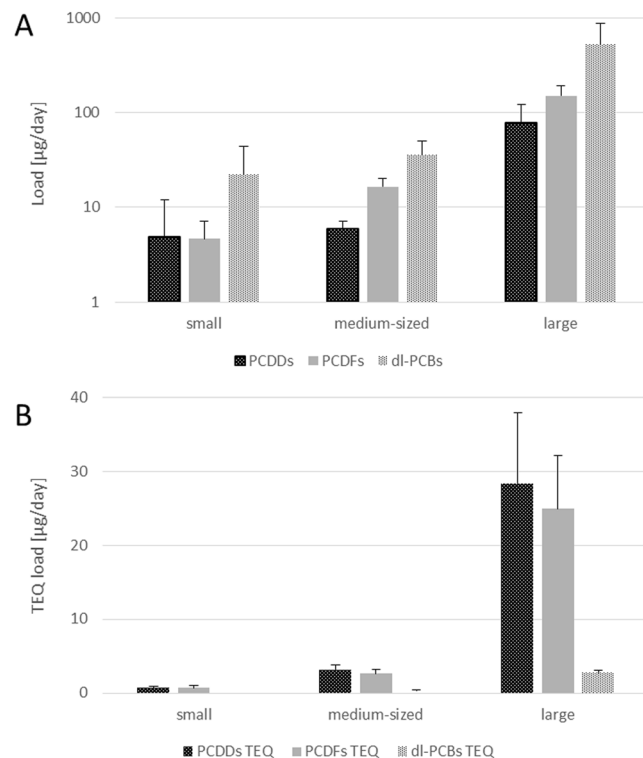 A
1000
100
10
1
Load [µg/day]
small medium-sized large
PCDDs PCDFs dl-PCBs
B
40
30
20
10
0
TEQ load [µg/day]
small medium-sized large
PCDDs TEQ PCDFs TEQ dl-PCBs TEQ